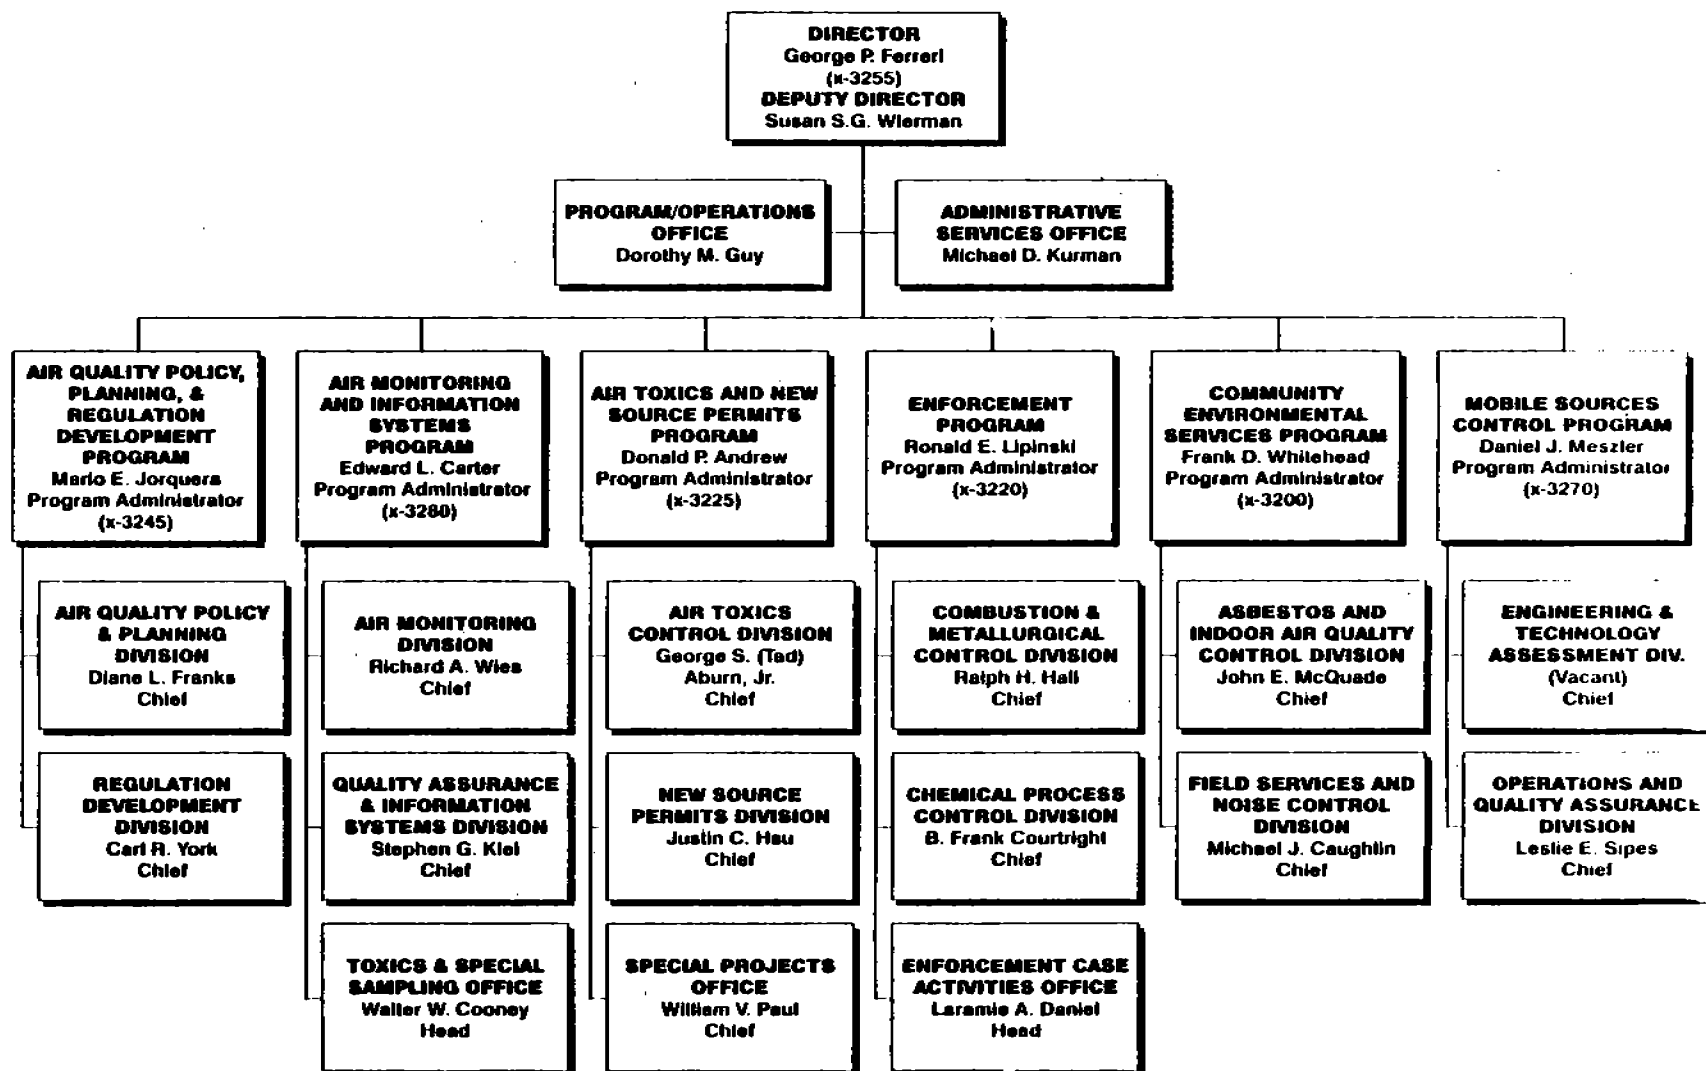 DIRECTOR
George P. Ferreri
(x-3255)
DEPUTY DIRECTOR
Susan S.G. Wierman
PROGRAM/OPERATIONS
OFFICE
Dorothy M. Guy
ADMINISTRATIVE
SERVICES OFFICE
Michael D. Kurman
AIR QUALITY POLICY,
PLANNING, &
REGULATION
DEVELOPMENT
PROGRAM
Mario E. Jorquera
Program Administrator
(x-3245)
AIR MONITORING
AND INFORMATION
SYSTEMS
PROGRAM
Edward L. Carter
Program Administrator
(x-3280)
AIR TOXICS AND NEW
SOURCE PERMITS
PROGRAM
Donald P. Andrew
Program Administrator
(x-3225)
ENFORCEMENT
PROGRAM
Ronald E. Lipinski
Program Administrator
(x-3220)
COMMUNITY
ENVIRONMENTAL
SERVICES PROGRAM
Frank D. Whitehead
Program Administrator
(x-3200)
MOBILE SOURCES
CONTROL PROGRAM
Daniel J. Meszler
Program Administrator
(x-3270)
AIR QUALITY POLICY
& PLANNING
DIVISION
Diane L. Franks
Chief
AIR MONITORING
DIVISION
Richard A. Wies
Chief
AIR TOXICS
CONTROL DIVISION
George S. (Tad)
Aburn, Jr.
Chief
COMBUSTION &
METALLURGICAL
CONTROL DIVISION
Ralph H. Hall
Chief
ASBESTOS AND
INDOOR AIR QUALITY
CONTROL DIVISION
John E. McQuade
Chief
ENGINEERING &
TECHNOLOGY
ASSESSMENT DIV.
(Vacant)
Chief
REGULATION
DEVELOPMENT
DIVISION
Carl R. York
Chief
QUALITY ASSURANCE
& INFORMATION
SYSTEMS DIVISION
Stephen G. Kiel
Chief
NEW SOURCE
PERMITS DIVISION
Justin C. Hsu
Chief
CHEMICAL PROCESS
CONTROL DIVISION
B. Frank Courtright
Chief
FIELD SERVICES AND
NOISE CONTROL
DIVISION
Michael J. Caughlin
Chief
OPERATIONS AND
QUALITY ASSURANCE
DIVISION
Leslie E. Sipes
Chief
TOXICS & SPECIAL
SAMPLING OFFICE
Walter W. Cooney
Head
SPECIAL PROJECTS
OFFICE
William V. Paul
Chief
ENFORCEMENT CASE
ACTIVITIES OFFICE
Laramie A. Daniel
Head